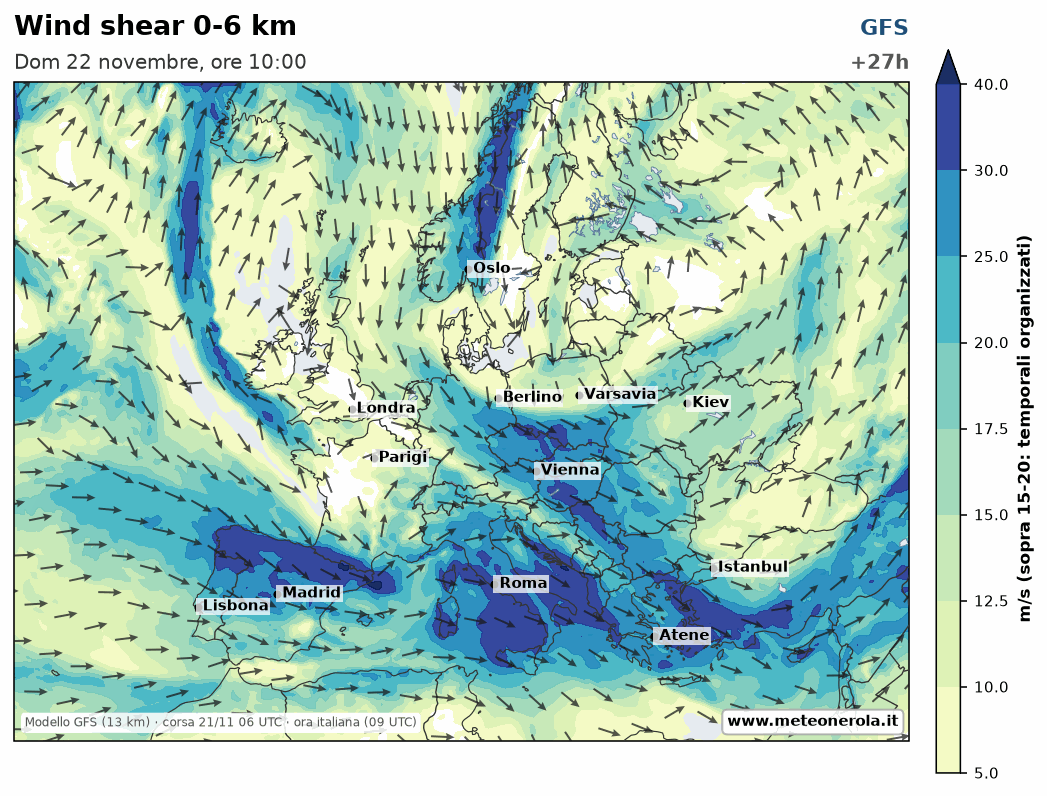 Wind shear 0-6 km
GFS
Dom 22 novembre, ore 10:00
+27h
40.0
30.0
25.0
20.0
17.5
15.0
12.5
10.0
5.0
m/s (sopra 15-20: temporali organizzati)
Oslo
Berlino
Varsavia
Kiev
Londra
Parigi
Vienna
Istanbul
Roma
Madrid
Lisbona
Atene
Modello GFS (13 km) · corsa 21/11 06 UTC · ora italiana (09 UTC)
www.meteonerola.it